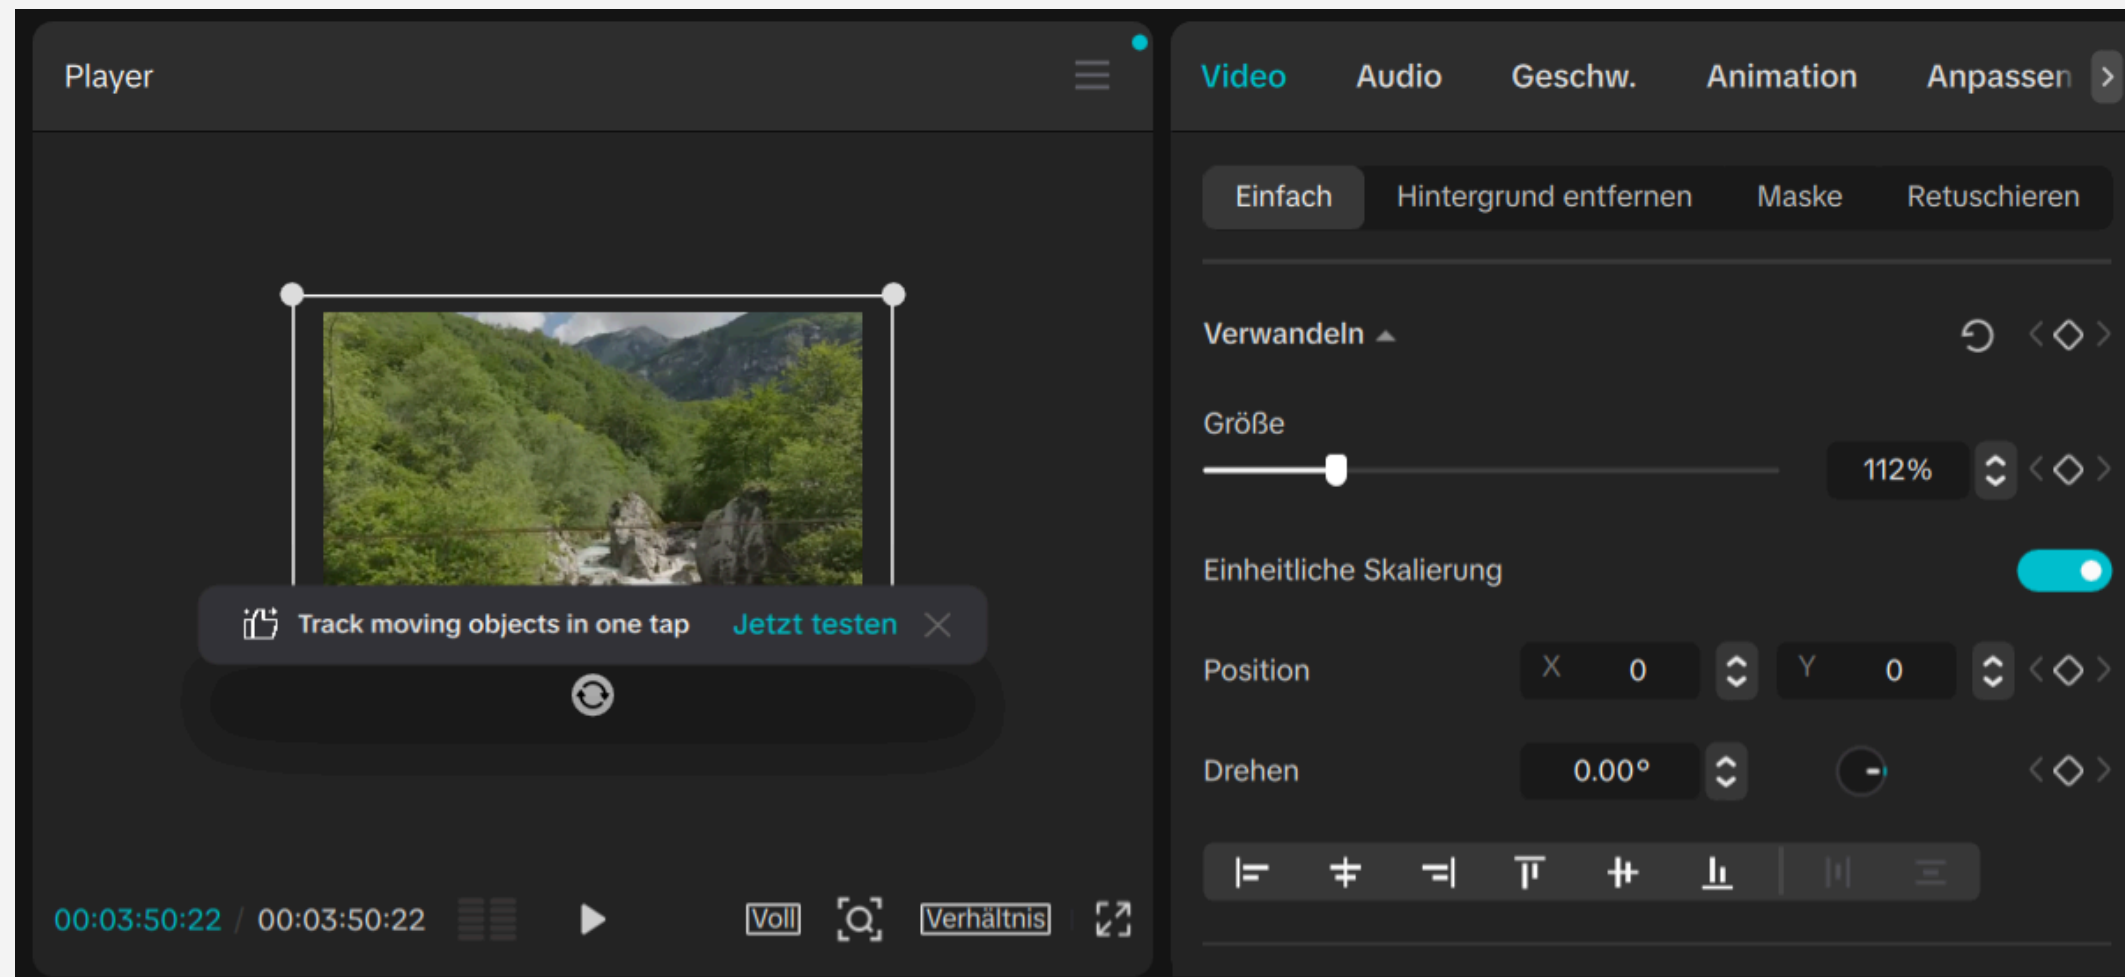 Player
Video Audio Geschw. Animation Anpassen
Einfach Hintergrund entfernen Maske Retuschieren
Verwandeln
Größe
112%
Einheitliche Skalierung
Track moving objects in one tap Jetzt testen
Position X 0 Y 0
Drehen 0.00°
00:03:50:22 / 00:03:50:22 Voll Verhältnis